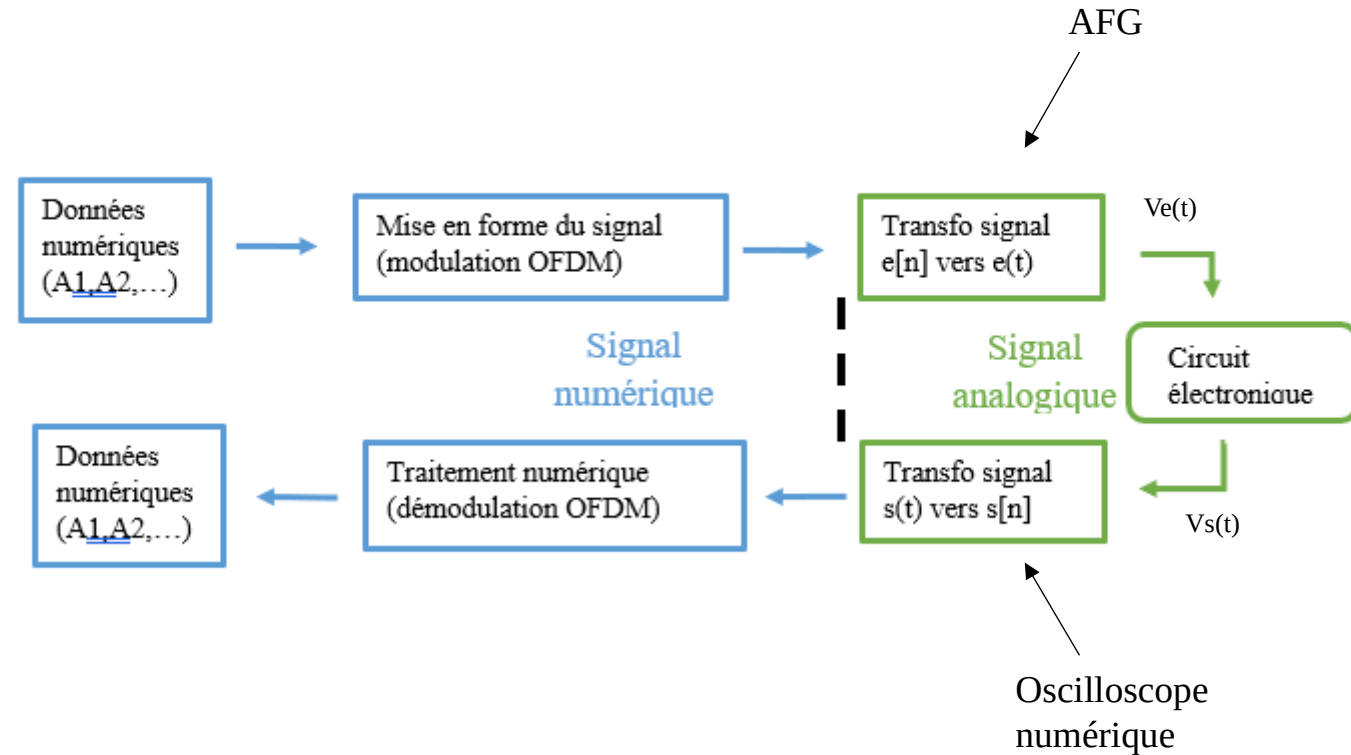 AFG
Données
numériques
(A1,A2,…)
Mise en forme du signal
(modulation OFDM)
Transfo signal
e[n] vers e(t)
Ve(t)
Signal
numérique
Signal
analogique
Circuit
électronique
Données
numériques
(A1,A2,…)
Traitement numérique
(démodulation OFDM)
Transfo signal
s(t) vers s[n]
Vs(t)
Oscilloscope
numérique